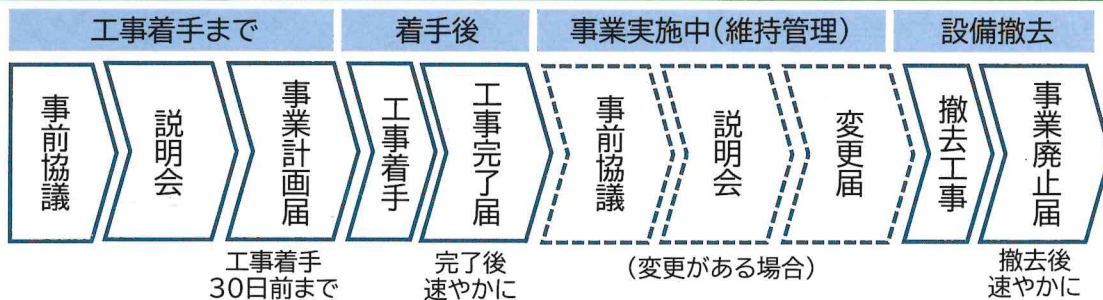 工事着手まで
着手後
事業実施中(維持管理)
設備撤去
事前協議
説明会
事業計画届
工事着手
工事完了届
事前協議
説明会
変更届
撤去工事
事業廃止届
工事着手
30日前まで
完了後
速やかに
(変更がある場合)
撤去後
速やかに